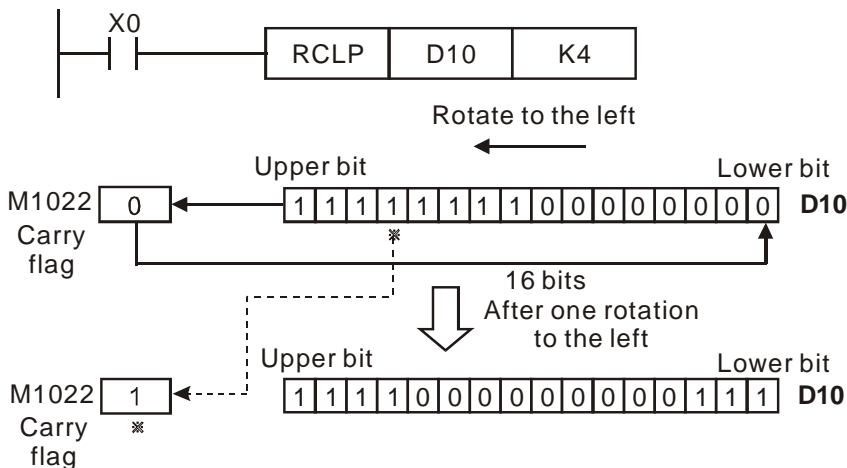 X0
RCLP D10 K4
Rotate to the left
Upper bit Lower bit
M1022 0 1 1 1 1 1 1 1 1 0 0 0 0 0 0 0 0 D10
Carry
flag
※
16 bits
After one rotation
to the left
Upper bit Lower bit
M1022 1 1 1 1 1 0 0 0 0 0 0 0 0 0 1 1 1 D10
Carry ※
flag